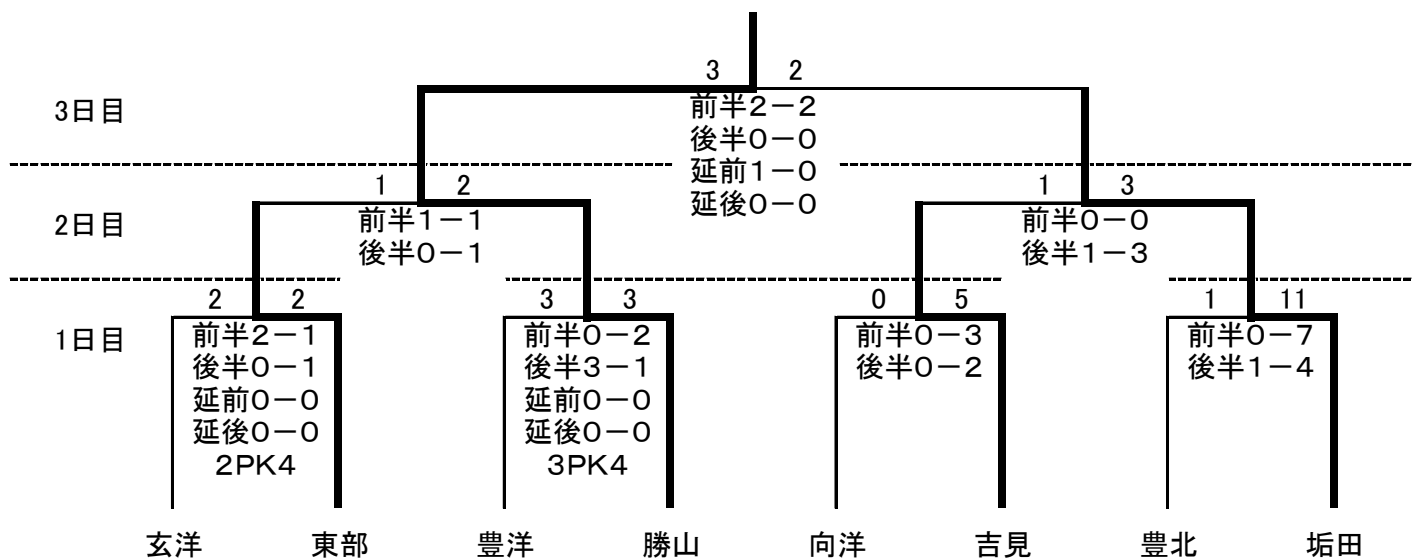 3 2
3日目
前半2－2
後半0－0
延前1－0
延後0－0
1 2
1 3
2日目
前半1－1
後半0－1
前半0－0
後半1－3
2 2
3 3
0 5
1 11
1日目
前半2－1
後半0－1
延前0－0
延後0－0
2PK4
前半0－2
後半3－1
延前0－0
延後0－0
3PK4
前半0－3
後半0－2
前半0－7
後半1－4
玄洋 東部 豊洋 勝山 向洋 吉見 豊北 垢田